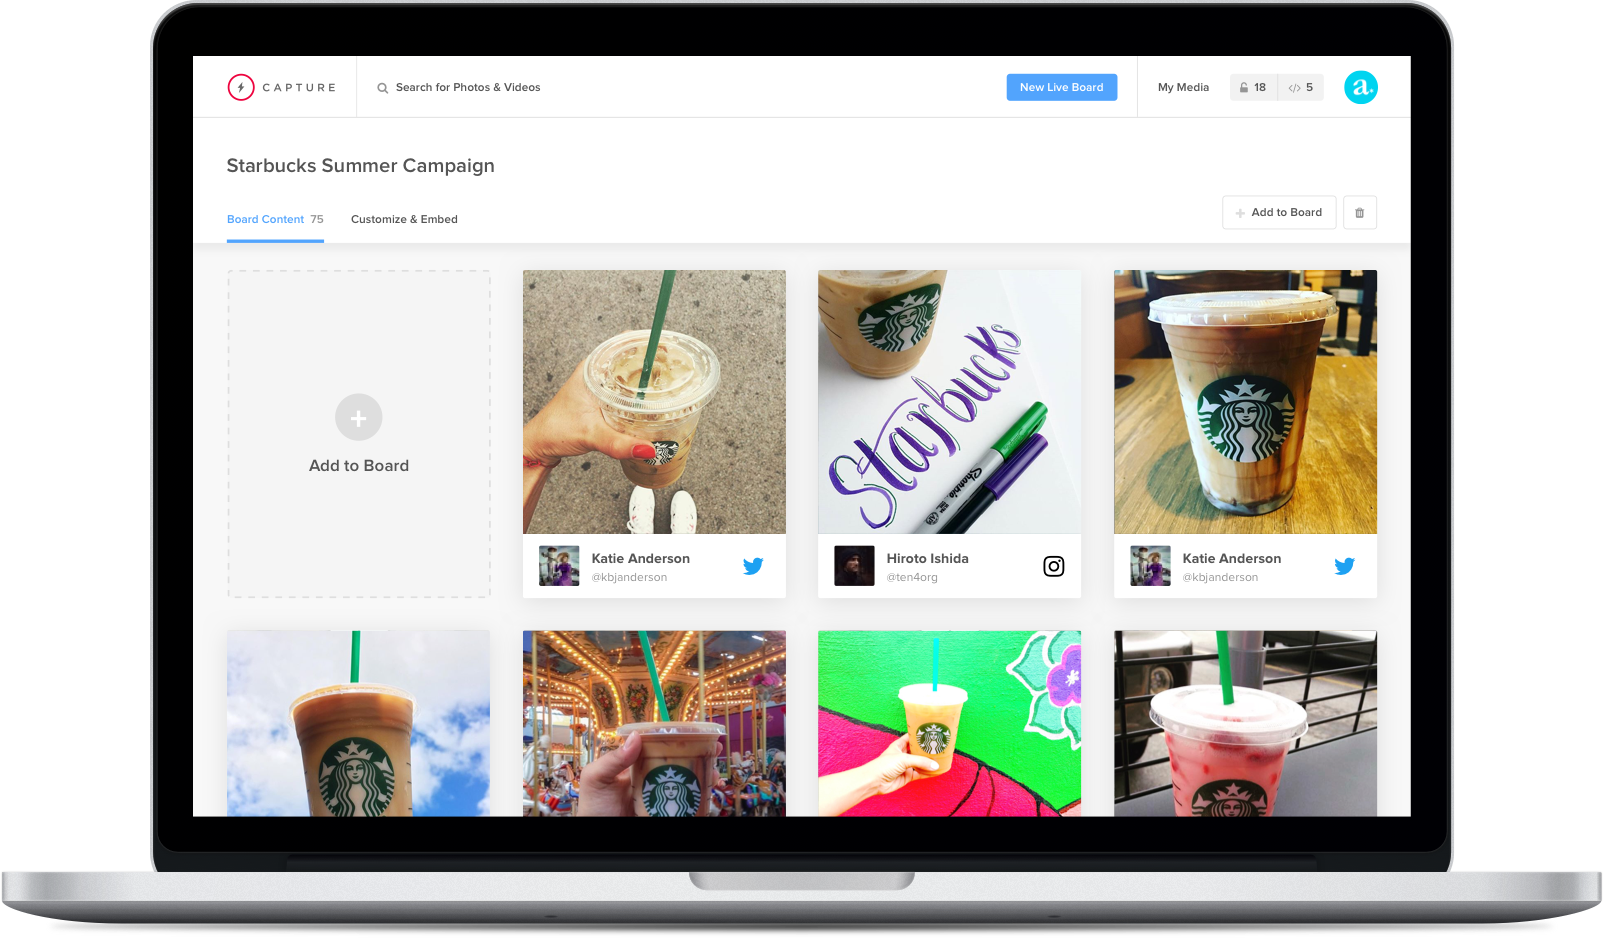 CAPTURE
Search for Photos & Videos
New Live Board
My Media
18
</> 5
a.
Starbucks Summer Campaign
Board Content 75
Customize & Embed
+ Add to Board
+
Add to Board
Starbucks
Sharpie
Katie Anderson
@kbjanderson
Hiroto Ishida
@ten4org
Katie Anderson
@kbjanderson